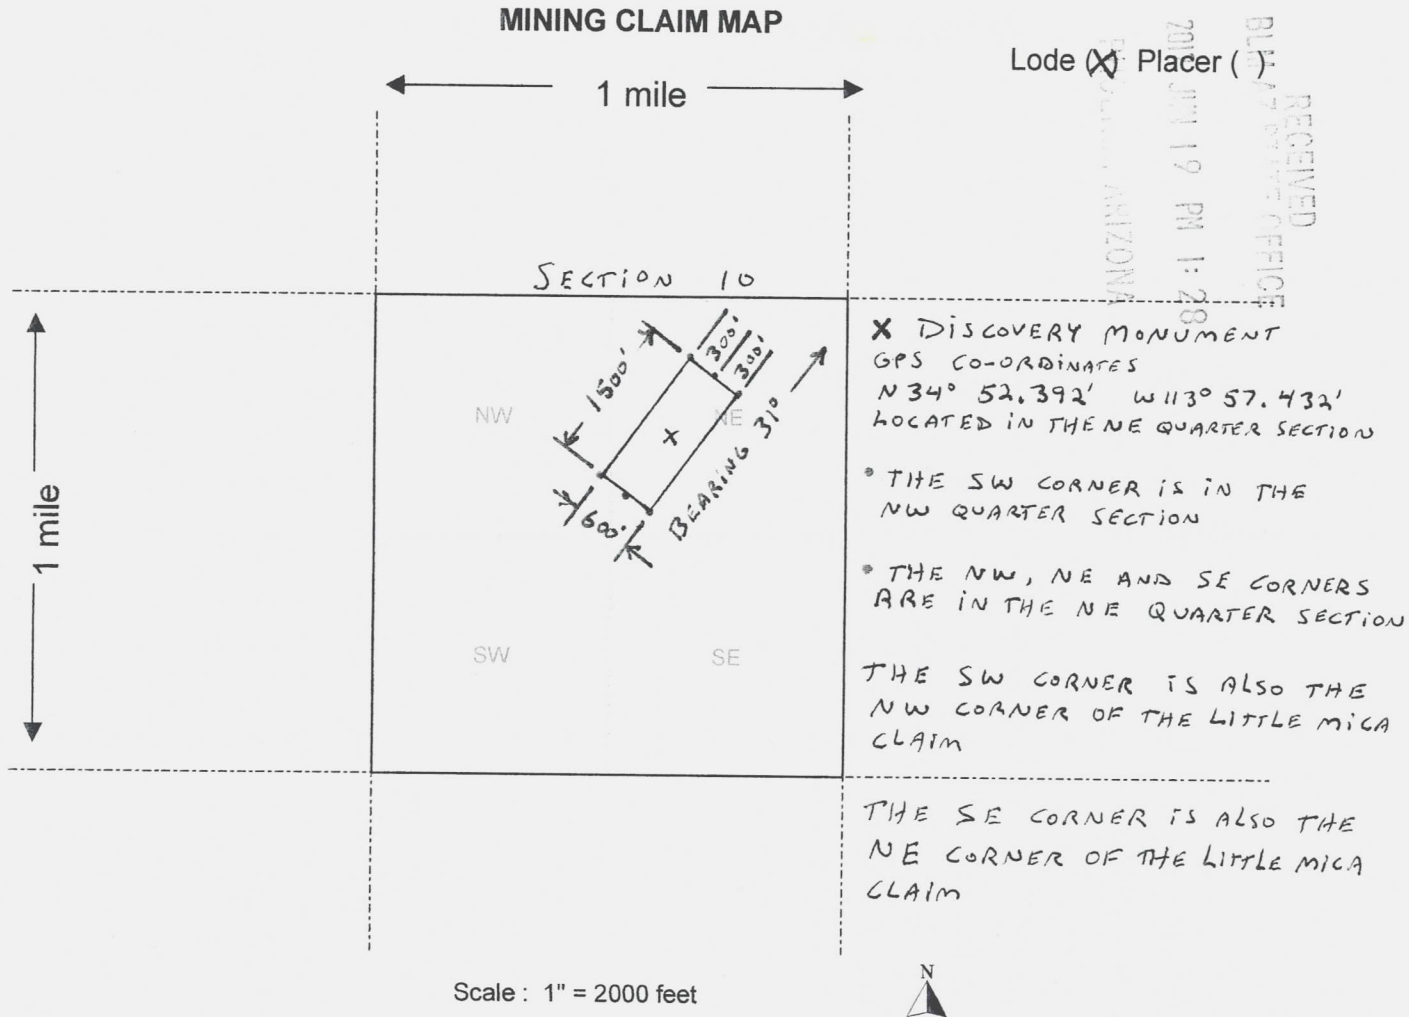 MINING CLAIM MAP
Lode (X) Placer ( )
RECEIVED
BLM AZ STATE OFFICE
JUN 19 PM 1:28
ARIZONA
1 mile
SECTION 10
1500'
300'
300'
600'
BEARING 31°
X
NW
NE
SW
SE
1 mile
X DISCOVERY MONUMENT
GPS CO-ORDINATES
N 34° 52.392' W 113° 57.432'
LOCATED IN THE NE QUARTER SECTION
• THE SW CORNER IS IN THE
NW QUARTER SECTION
• THE NW, NE AND SE CORNERS
ARE IN THE NE QUARTER SECTION
THE SW CORNER IS ALSO THE
NW CORNER OF THE LITTLE MICA
CLAIM
THE SE CORNER IS ALSO THE
NE CORNER OF THE LITTLE MICA
CLAIM
Scale : 1" = 2000 feet
N